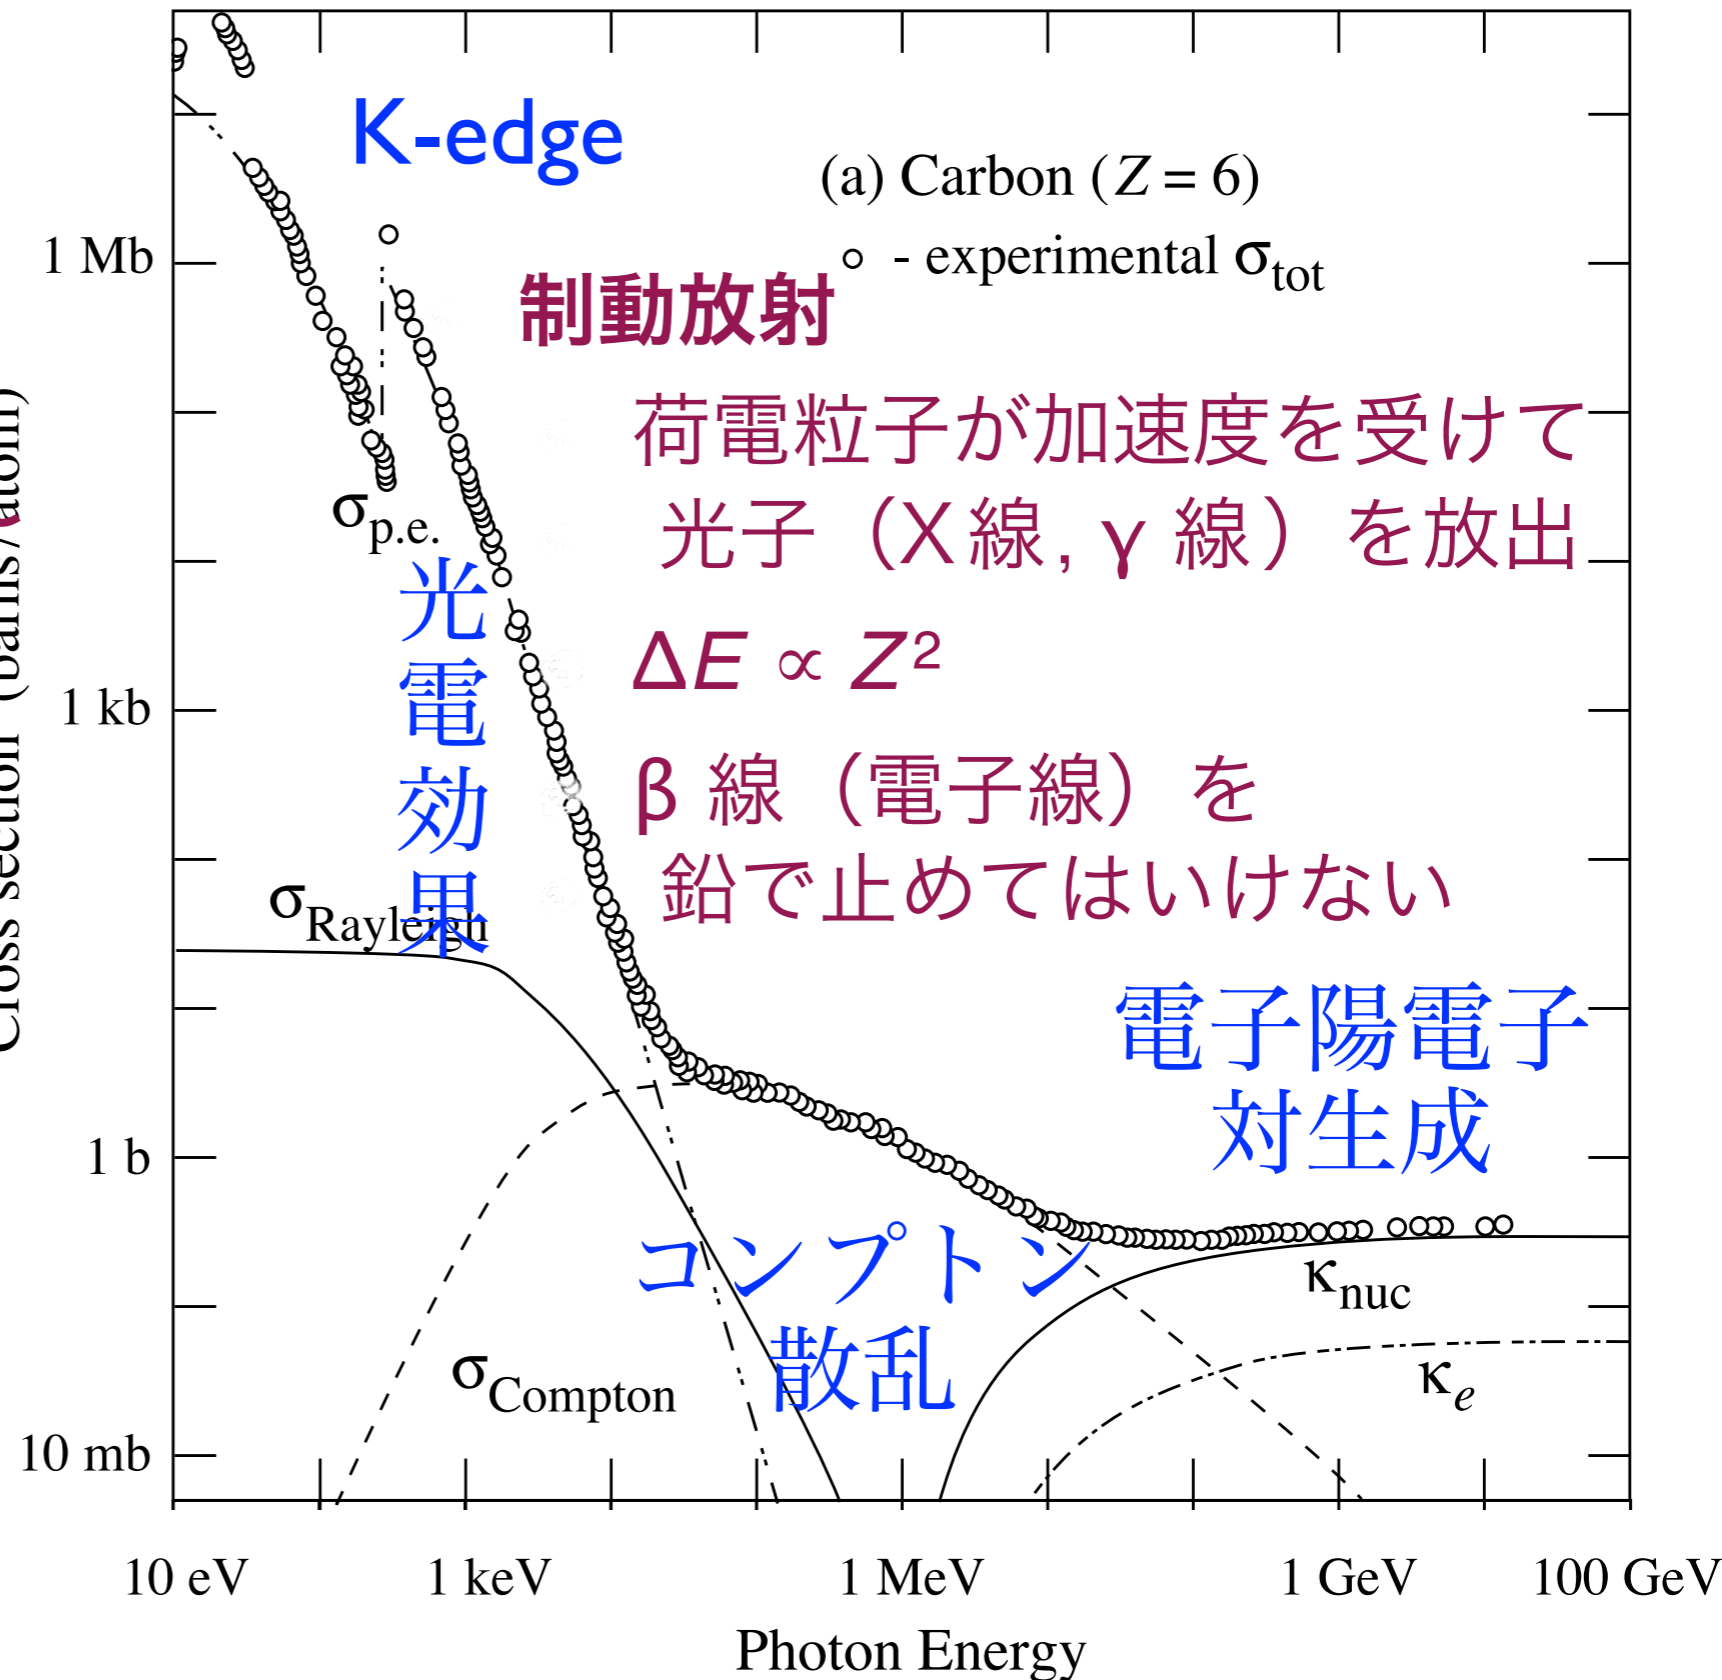 K-edge
(a) Carbon (Z = 6)
- experimental σtot
1 Mb
制動放射
荷電粒子が加速度を受けて
光子（X線, γ 線）を放出
σp.e.
光電効果
ΔE ∝ Z²
1 kb
β 線（電子線）を
鉛で止めてはいけない
σRayleigh
Cross section (barns/atom)
電子陽電子
対生成
1 b
コンプトン
散乱
κnuc
σCompton
κe
10 mb
10 eV 1 keV 1 MeV 1 GeV 100 GeV
Photon Energy